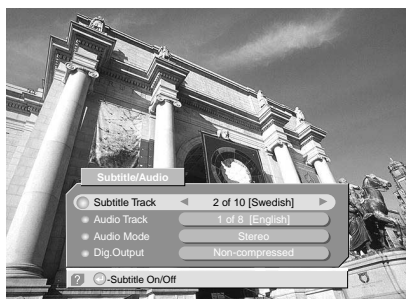 Subtitle/Audio
Subtitle Track ◀ 2 of 10 [Swedish] ▶
Audio Track 1 of 8 [English]
Audio Mode Stereo
Dig.Output Non-compressed
? -Subtitle On/Off